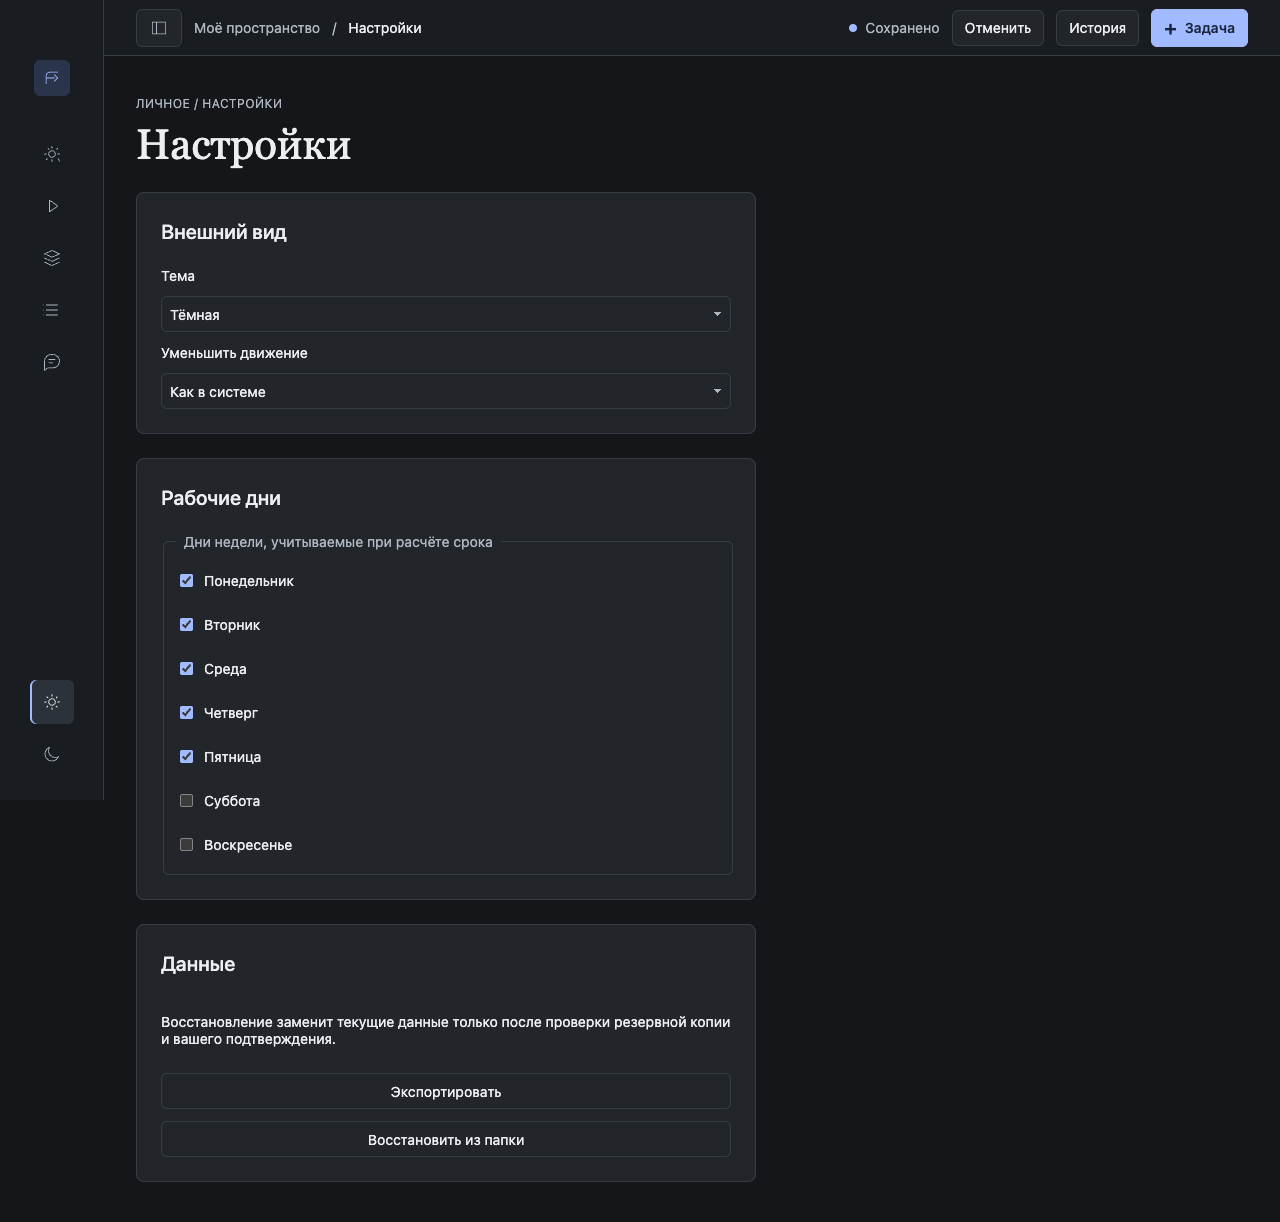 Моё пространство / Настройки
Сохранено
Отменить
История
+ Задача
ЛИЧНОЕ / НАСТРОЙКИ
Настройки
Внешний вид
Тема
Тёмная
Уменьшить движение
Как в системе
Рабочие дни
Дни недели, учитываемые при расчёте срока
Понедельник
Вторник
Среда
Четверг
Пятница
Суббота
Воскресенье
Данные
Восстановление заменит текущие данные только после проверки резервной копии
и вашего подтверждения.
Экспортировать
Восстановить из папки